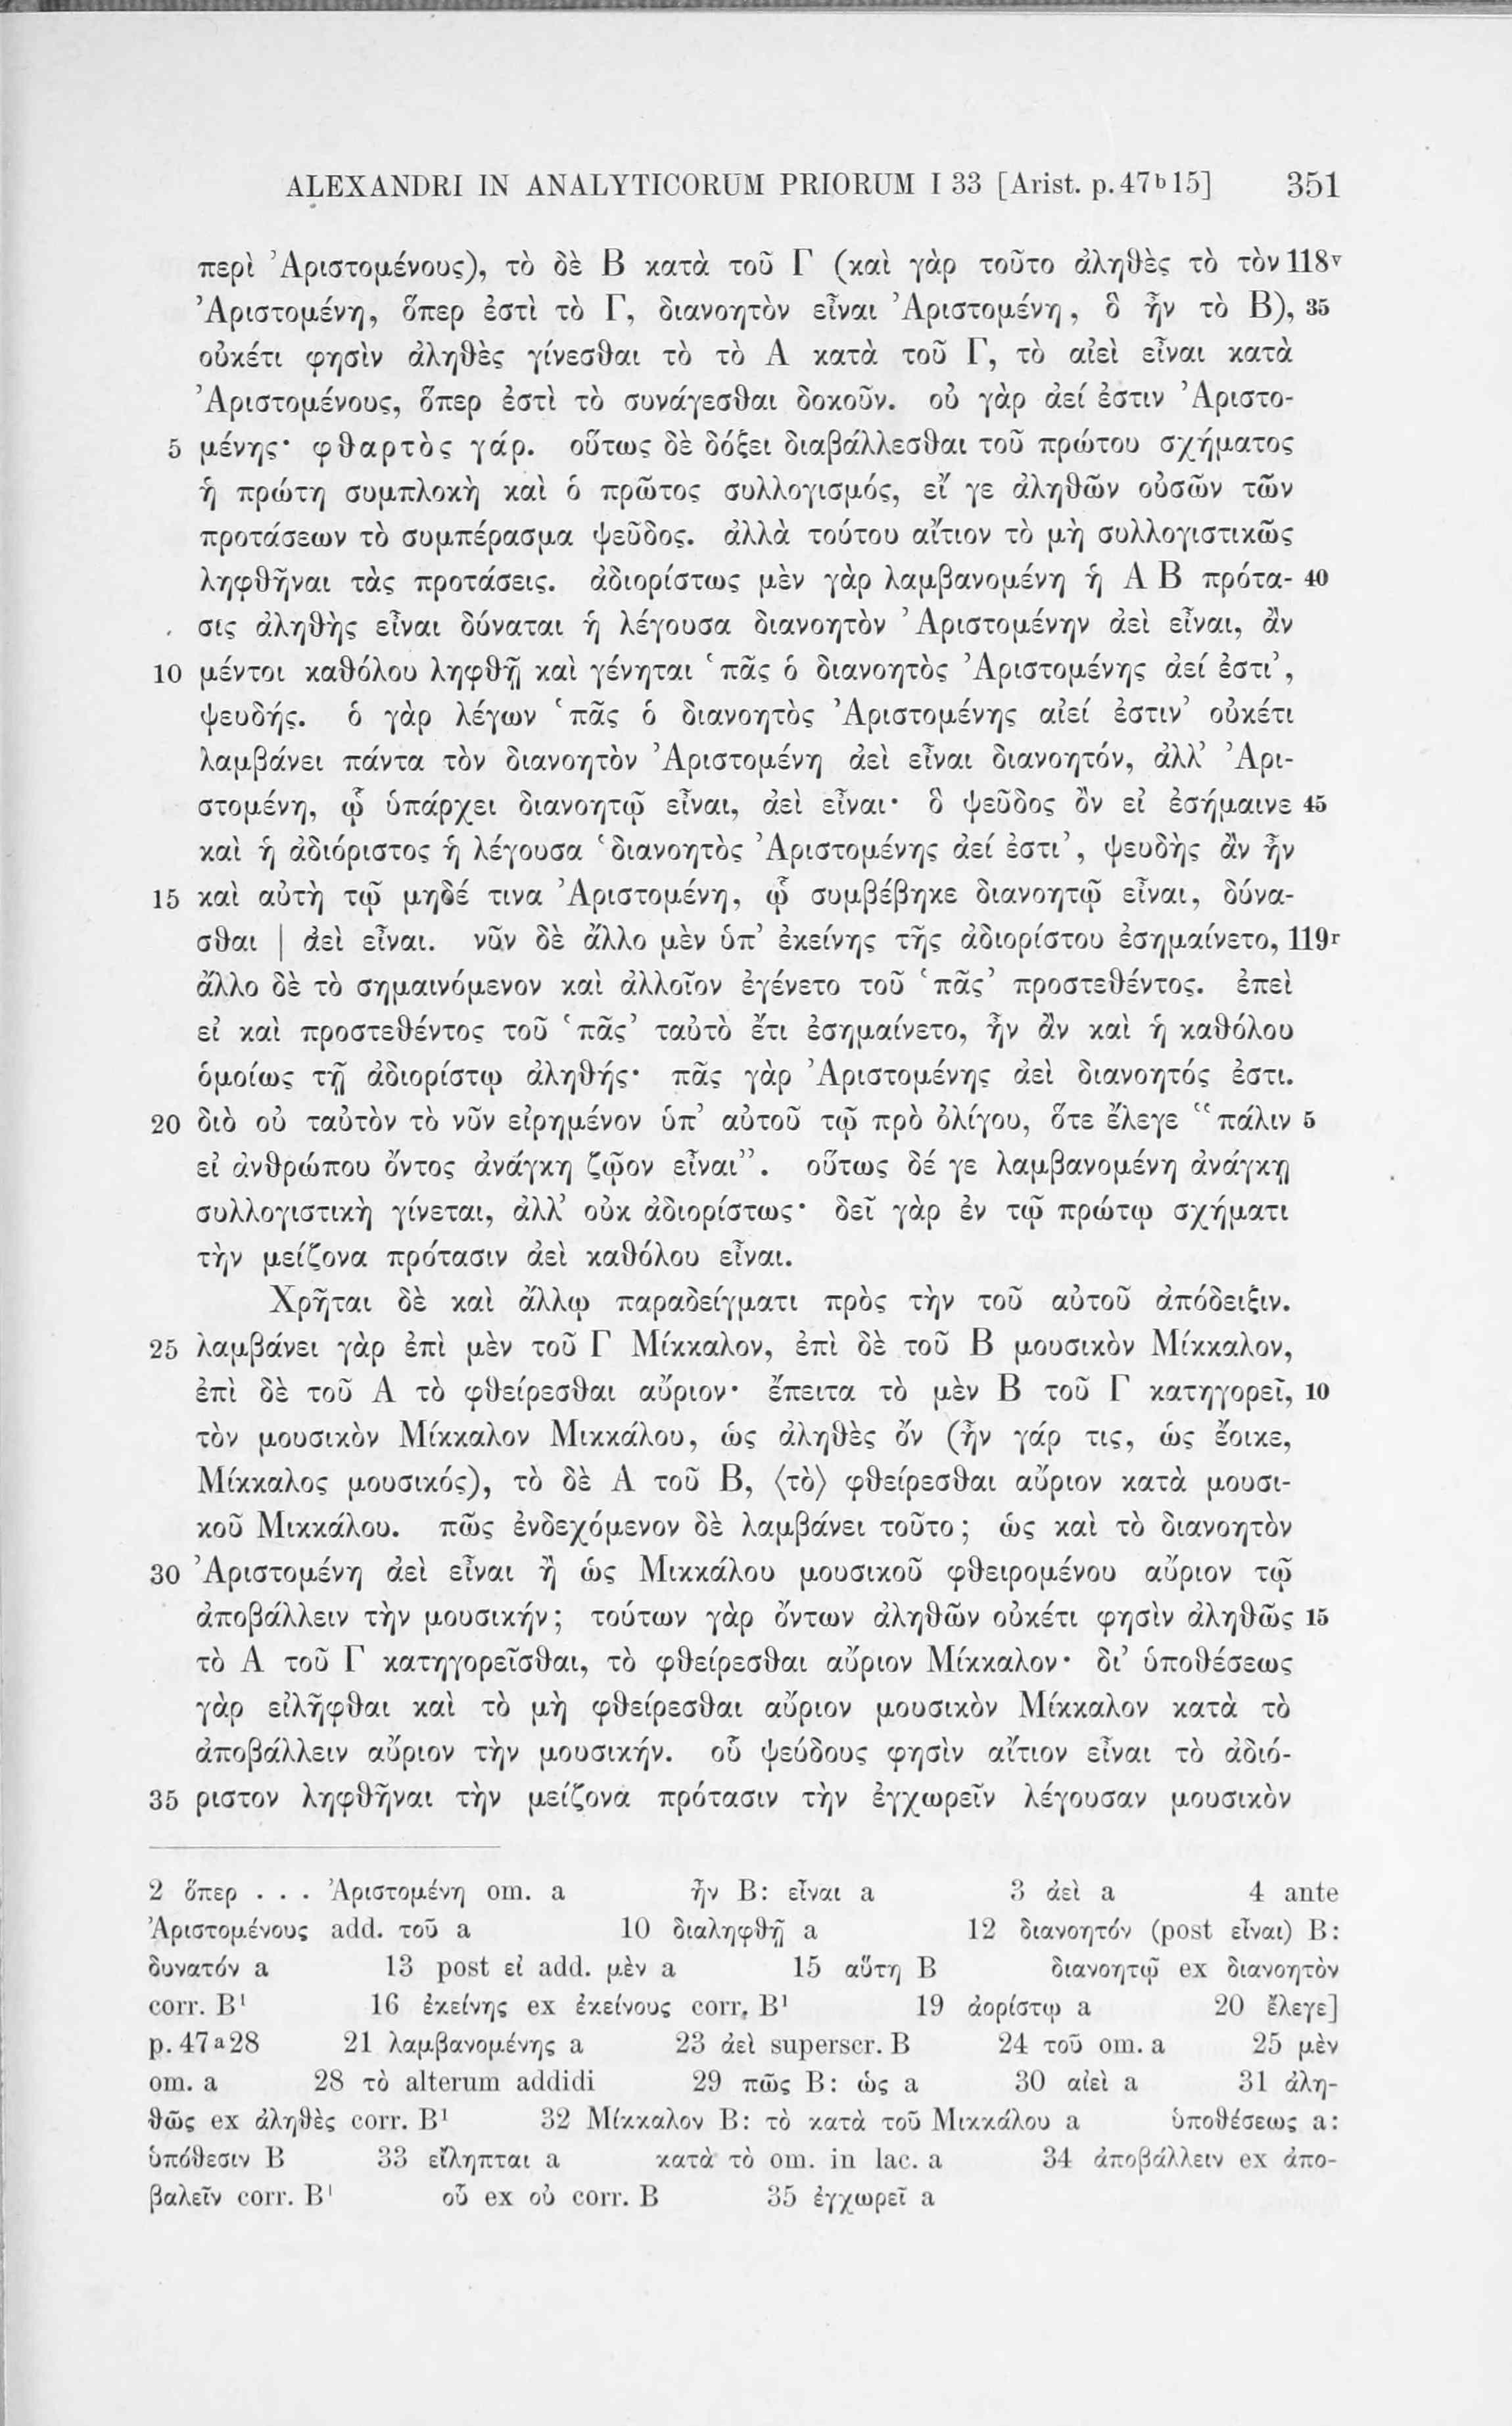 ALEXANDRI IN ANALYTICORUM PRIORUM I 33 [Arist. p. 47ᵇ15] 351
περὶ Ἀριστομένους), τὸ δὲ Β κατὰ τοῦ Γ (καὶ γὰρ τοῦτο ἀληθὲς τὸ τὸν 118ᵛ
Ἀριστομένη, ὅπερ ἐστὶ τὸ Γ, διανοητὸν εἶναι Ἀριστομένη, ὃ ἦν τὸ Β), 35
οὐκέτι φησὶν ἀληθὲς γίνεσθαι τὸ τὸ Α κατὰ τοῦ Γ, τὸ αἰεὶ εἶναι κατὰ
Ἀριστομένους, ὅπερ ἐστὶ τὸ συνάγεσθαι δοκοῦν. οὐ γὰρ ἀεί ἐστιν Ἀριστο-
5 μένης· φθαρτὸς γάρ. οὕτως δὲ δόξει διαβάλλεσθαι τοῦ πρώτου σχήματος
ἡ πρώτη συμπλοκὴ καὶ ὁ πρῶτος συλλογισμός, εἴ γε ἀληθῶν οὐσῶν τῶν
προτάσεων τὸ συμπέρασμα ψεῦδος. ἀλλὰ τούτου αἴτιον τὸ μὴ συλλογιστικῶς
ληφθῆναι τὰς προτάσεις. ἀδιορίστως μὲν γὰρ λαμβανομένη ἡ Α Β πρότα- 40
σις ἀληθὴς εἶναι δύναται ἡ λέγουσα διανοητὸν Ἀριστομένην ἀεὶ εἶναι, ἂν
10 μέντοι καθόλου ληφθῇ καὶ γένηται ‘πᾶς ὁ διανοητὸς Ἀριστομένης ἀεί ἐστι’,
ψευδής. ὁ γὰρ λέγων ‘πᾶς ὁ διανοητὸς Ἀριστομένης αἰεί ἐστιν’ οὐκέτι
λαμβάνει πάντα τὸν διανοητὸν Ἀριστομένη ἀεὶ εἶναι διανοητόν, ἀλλ’ Ἀρι-
στομένη, ᾧ ὑπάρχει διανοητῷ εἶναι, ἀεὶ εἶναι· ὃ ψεῦδος ὂν εἰ ἐσήμαινε 45
καὶ ἡ ἀδιόριστος ἡ λέγουσα ‘διανοητὸς Ἀριστομένης ἀεί ἐστι’, ψευδὴς ἂν ἦν
15 καὶ αὐτὴ τῷ μηδέ τινα Ἀριστομένη, ᾧ συμβέβηκε διανοητῷ εἶναι, δύνα-
σθαι | ἀεὶ εἶναι. νῦν δὲ ἄλλο μὲν ὑπ’ ἐκείνης τῆς ἀδιορίστου ἐσημαίνετο, 119ʳ
ἄλλο δὲ τὸ σημαινόμενον καὶ ἀλλοῖον ἐγένετο τοῦ ‘πᾶς’ προστεθέντος. ἐπεὶ
εἰ καὶ προστεθέντος τοῦ ‘πᾶς’ ταὐτὸ ἔτι ἐσημαίνετο, ἦν ἂν καὶ ἡ καθόλου
ὁμοίως τῇ ἀδιορίστῳ ἀληθής· πᾶς γὰρ Ἀριστομένης ἀεὶ διανοητός ἐστι.
20 διὸ οὐ ταὐτὸν τὸ νῦν εἰρημένον ὑπ’ αὐτοῦ τῷ πρὸ ὀλίγου, ὅτε ἔλεγε “πάλιν 5
εἰ ἀνθρώπου ὄντος ἀνάγκη ζῷον εἶναι”. οὕτως δέ γε λαμβανομένη ἀνάγκῃ
συλλογιστικὴ γίνεται, ἀλλ’ οὐκ ἀδιορίστως· δεῖ γὰρ ἐν τῷ πρώτῳ σχήματι
τὴν μείζονα πρότασιν ἀεὶ καθόλου εἶναι.
Χρῆται δὲ καὶ ἄλλῳ παραδείγματι πρὸς τὴν τοῦ αὐτοῦ ἀπόδειξιν.
25 λαμβάνει γὰρ ἐπὶ μὲν τοῦ Γ Μίκκαλον, ἐπὶ δὲ τοῦ Β μουσικὸν Μίκκαλον,
ἐπὶ δὲ τοῦ Α τὸ φθείρεσθαι αὔριον· ἔπειτα τὸ μὲν Β τοῦ Γ κατηγορεῖ, 10
τὸν μουσικὸν Μίκκαλον Μικκάλου, ὡς ἀληθὲς ὄν (ἦν γάρ τις, ὡς ἔοικε,
Μίκκαλος μουσικός), τὸ δὲ Α τοῦ Β, ⟨τὸ⟩ φθείρεσθαι αὔριον κατὰ μουσι-
κοῦ Μικκάλου. πῶς ἐνδεχόμενον δὲ λαμβάνει τοῦτο; ὡς καὶ τὸ διανοητὸν
30 Ἀριστομένη ἀεὶ εἶναι ἢ ὡς Μικκάλου μουσικοῦ φθειρομένου αὔριον τῷ
ἀποβάλλειν τὴν μουσικήν; τούτων γὰρ ὄντων ἀληθῶν οὐκέτι φησὶν ἀληθῶς 15
τὸ Α τοῦ Γ κατηγορεῖσθαι, τὸ φθείρεσθαι αὔριον Μίκκαλον· δι’ ὑποθέσεως
γὰρ εἰλῆφθαι καὶ τὸ μὴ φθείρεσθαι αὔριον μουσικὸν Μίκκαλον κατὰ τὸ
ἀποβάλλειν αὔριον τὴν μουσικήν. οὗ ψεύδους φησὶν αἴτιον εἶναι τὸ ἀδιό-
35 ριστον ληφθῆναι τὴν μείζονα πρότασιν τὴν ἐγχωρεῖν λέγουσαν μουσικὸν
2 ὅπερ . . . Ἀριστομένη om. a ἦν B: εἶναι a 3 ἀεὶ a 4 ante
Ἀριστομένους add. τοῦ a 10 διαληφθῇ a 12 διανοητόν (post εἶναι) B:
δυνατόν a 13 post εἰ add. μὲν a 15 αὕτη B διανοητῷ ex διανοητὸν
corr. B¹ 16 ἐκείνης ex ἐκείνους corr. B¹ 19 ἀορίστῳ a 20 ἔλεγε]
p. 47ᵃ28 21 λαμβανομένης a 23 ἀεὶ superscr. B 24 τοῦ om. a 25 μὲν
om. a 28 τὸ alterum addidi 29 πῶς B: ὡς a 30 αἰεὶ a 31 ἀλη-
θῶς ex ἀληθὲς corr. B¹ 32 Μίκκαλον B: τὸ κατὰ τοῦ Μικκάλου a ὑποθέσεως a:
ὑπόθεσιν B 33 εἴληπται a κατὰ τὸ om. in lac. a 34 ἀποβάλλειν ex ἀπο-
βαλεῖν corr. B¹ οὗ ex οὐ corr. B 35 ἐγχωρεῖ a